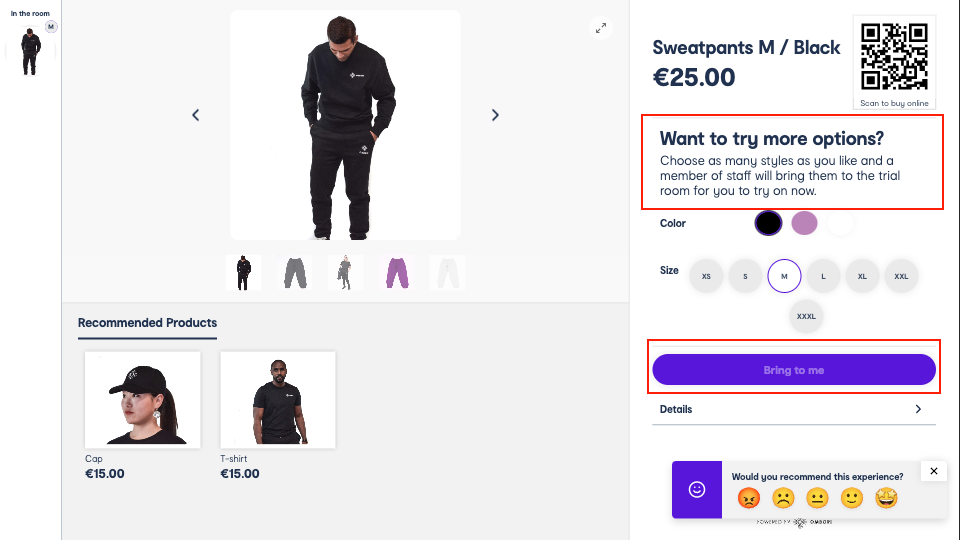 In the room
M
Sweatpants M / Black
€25.00
Scan to buy online
Want to try more options?
Choose as many styles as you like and a
member of staff will bring them to the trial
room for you to try on now.
Color
Size
XS
S
M
L
XL
XXL
XXXL
Bring to me
Details
Recommended Products
Cap
€15.00
T-shirt
€15.00
Would you recommend this experience?
POWERED BY OMBORI